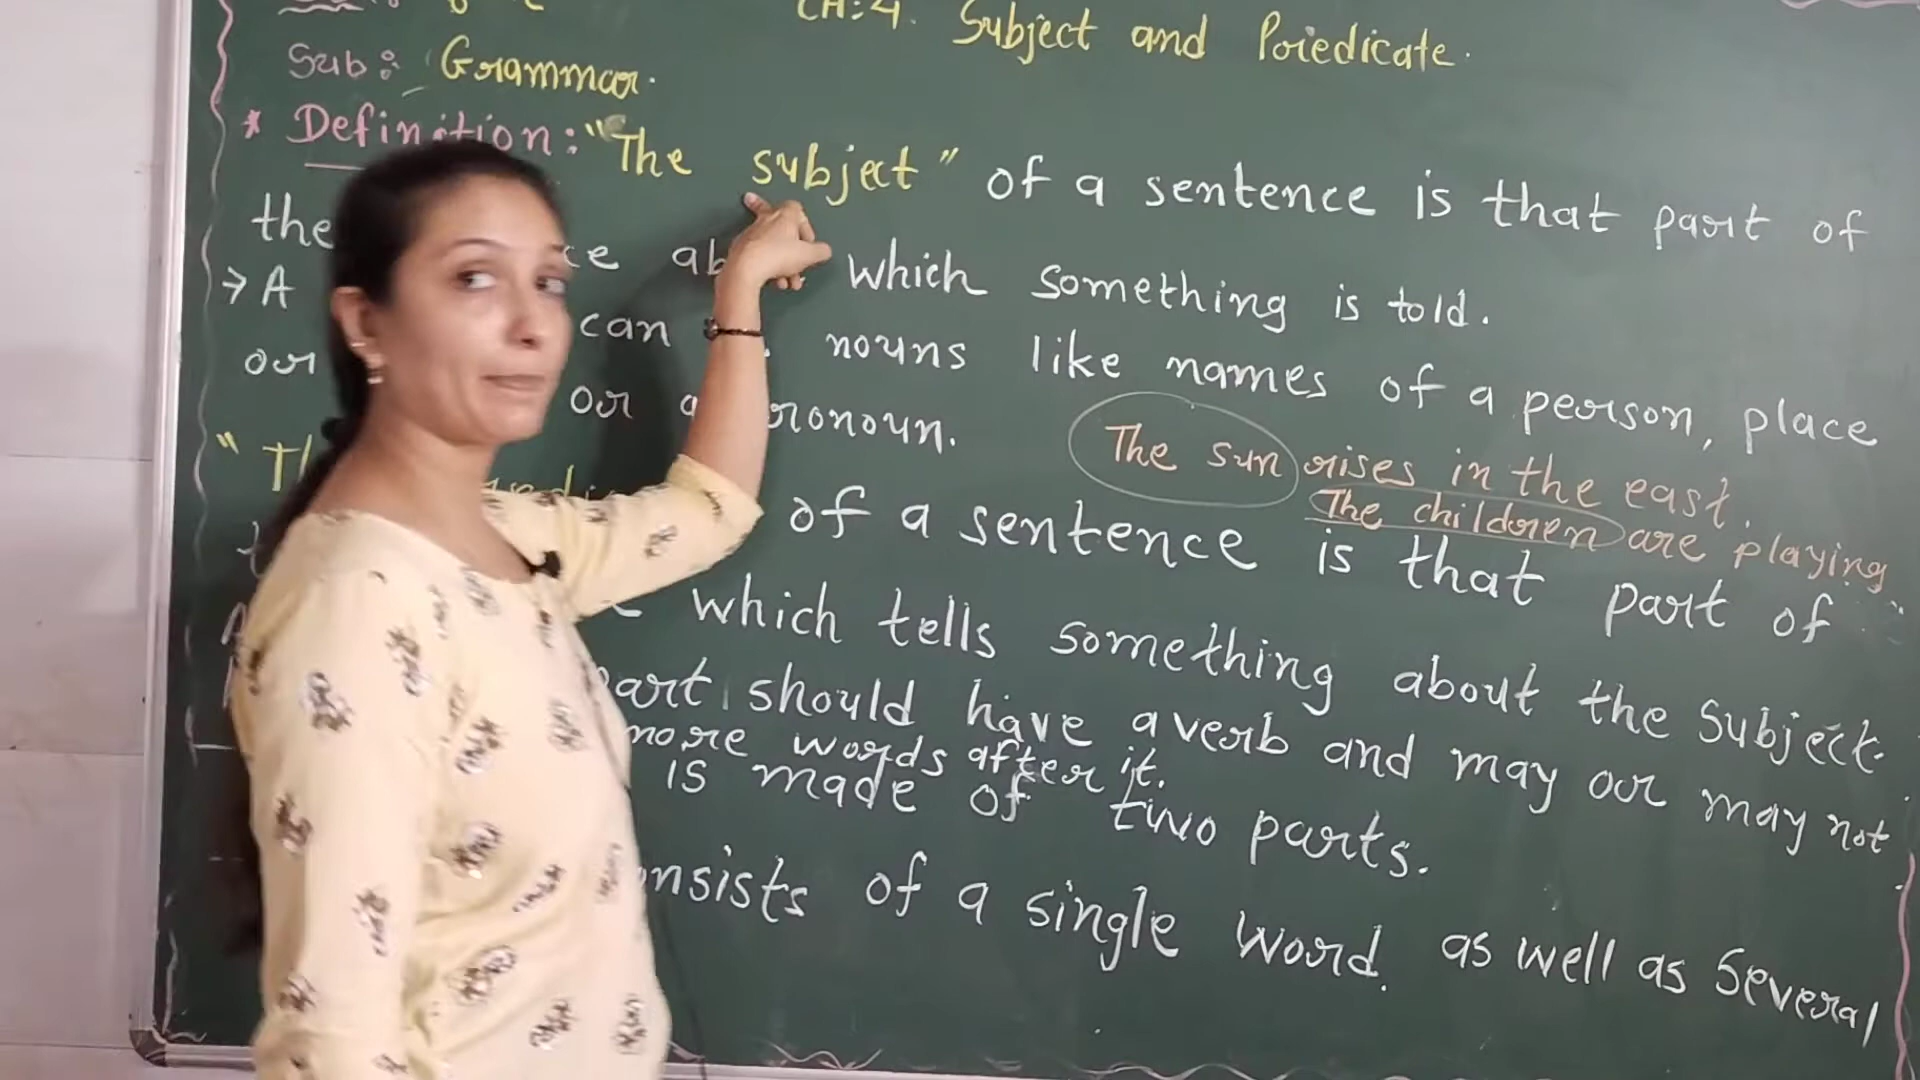 CH:4. Subject and Predicate.
Sub: Grammar.
* Definition: "The subject" of a sentence is that part of
the about which something is told.
→ A can nouns like names of a person, place
or or a pronoun.
The sun rises in the east.
The children are playing
of a sentence is that part of
which tells something about the Subject.
part should have a verb and may or may not
more words after it.
is made of two parts.
consists of a single word. as well as several